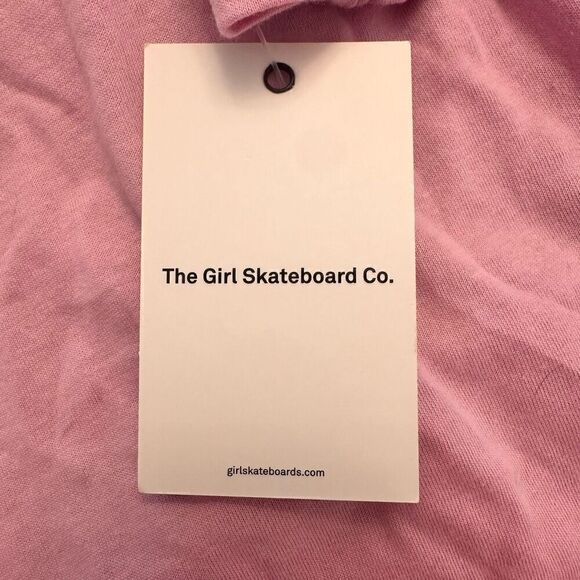 The Girl Skateboard Co.
girlskateboards.com